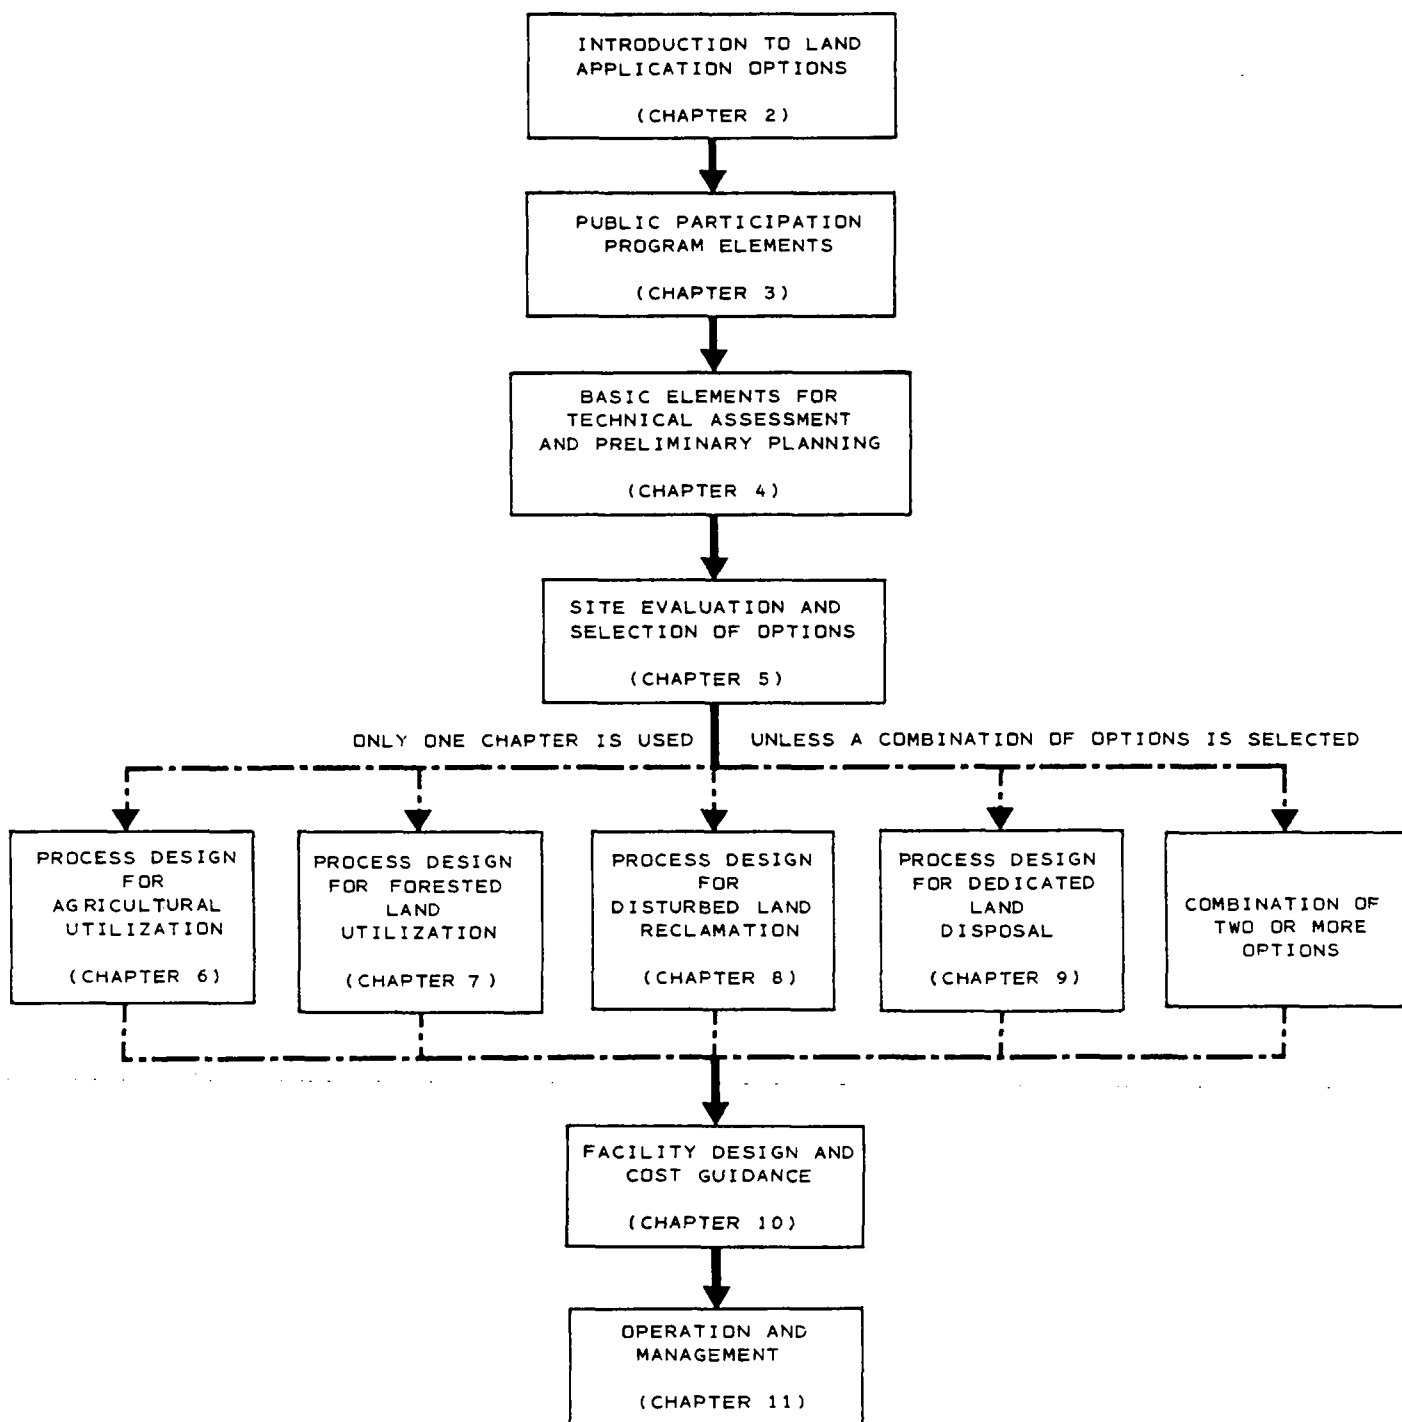 INTRODUCTION TO LAND
APPLICATION OPTIONS
(CHAPTER 2)
PUBLIC PARTICIPATION
PROGRAM ELEMENTS
(CHAPTER 3)
BASIC ELEMENTS FOR
TECHNICAL ASSESSMENT
AND PRELIMINARY PLANNING
(CHAPTER 4)
SITE EVALUATION AND
SELECTION OF OPTIONS
(CHAPTER 5)
ONLY ONE CHAPTER IS USED UNLESS A COMBINATION OF OPTIONS IS SELECTED
PROCESS DESIGN
FOR
AGRICULTURAL
UTILIZATION
(CHAPTER 6)
PROCESS DESIGN
FOR FORESTED
LAND
UTILIZATION
(CHAPTER 7)
PROCESS DESIGN
FOR
DISTURBED LAND
RECLAMATION
(CHAPTER 8)
PROCESS DESIGN
FOR DEDICATED
LAND
DISPOSAL
(CHAPTER 9)
COMBINATION OF
TWO OR MORE
OPTIONS
FACILITY DESIGN AND
COST GUIDANCE
(CHAPTER 10)
OPERATION AND
MANAGEMENT
(CHAPTER 11)